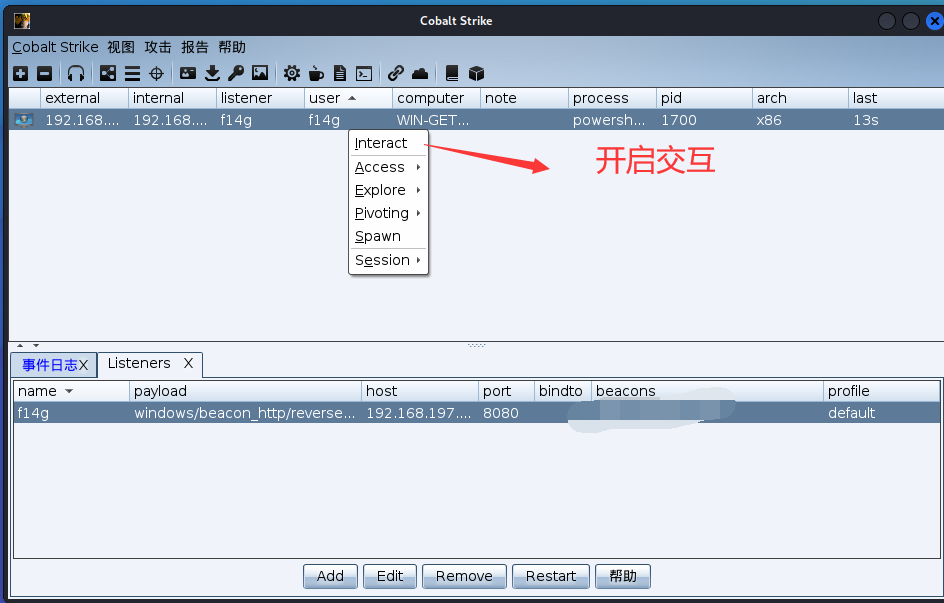 Cobalt Strike
Cobalt Strike 视图 攻击 报告 帮助
external internal listener user computer note process pid arch last
192.168.... 192.168.... f14g f14g WIN-GET... powersh... 1700 x86 13s
Interact
开启交互
Access
Explore
Pivoting
Spawn
Session
事件日志X Listeners X
name payload host port bindto beacons profile
f14g windows/beacon_http/reverse... 192.168.197.... 8080 default
Add Edit Remove Restart 帮助